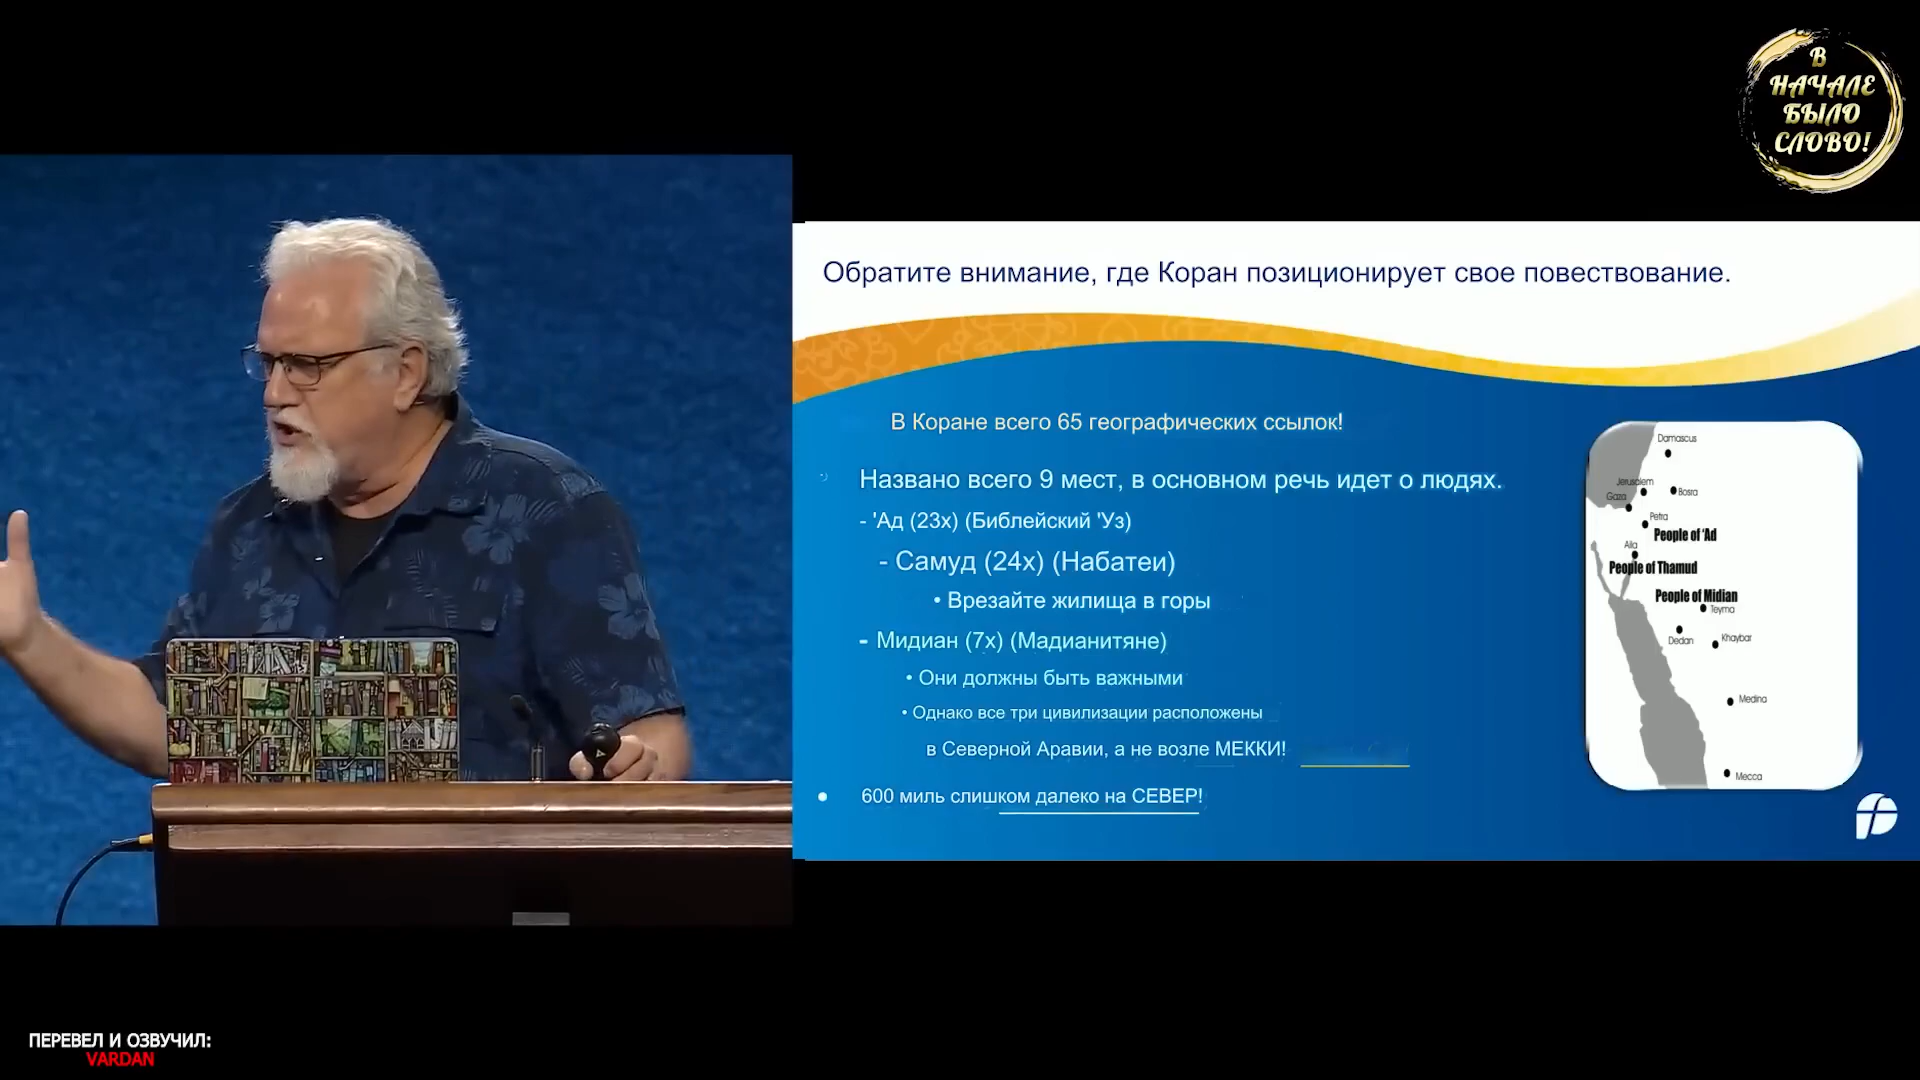 В
НАЧАЛЕ
БЫЛО
СЛОВО!
Обратите внимание, где Коран позиционирует свое повествование.
В Коране всего 65 географических ссылок!
Названо всего 9 мест, в основном речь идет о людях.
- 'Ад (23х) (Библейский 'Уз)
- Самуд (24х) (Набатеи)
• Врезайте жилища в горы
- Мидиан (7х) (Мадианитяне)
• Они должны быть важными
• Однако все три цивилизации расположены
в Северной Аравии, а не возле МЕККИ!
• 600 миль слишком далеко на СЕВЕР!
Damascus
Jerusalem
Gaza
Bosra
Petra
People of 'Ad
Aila
People of Thamud
People of Midian
Teyma
Dedan
Khaybar
Medina
Mecca
ПЕРЕВЕЛ И ОЗВУЧИЛ:
VARDAN